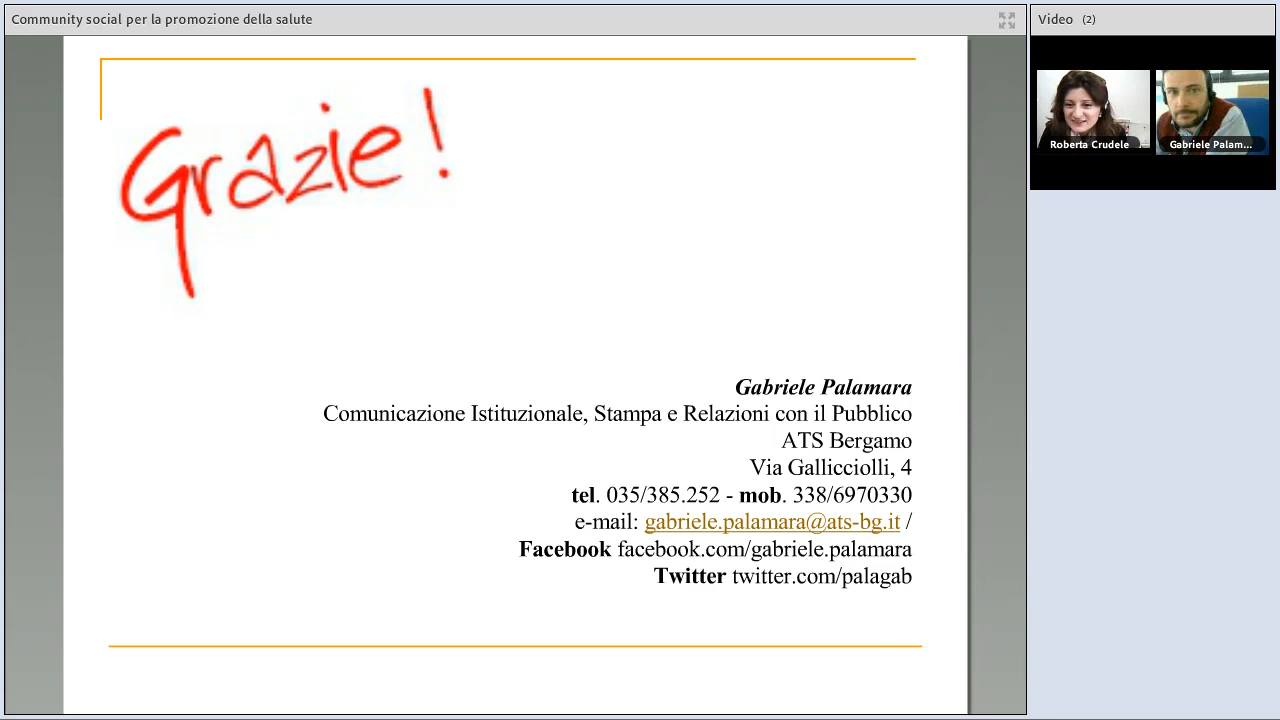 Community social per la promozione della salute
Video (2)
Roberta Crudele
Gabriele Palam...
Grazie!
Gabriele Palamara
Comunicazione Istituzionale, Stampa e Relazioni con il Pubblico
ATS Bergamo
Via Gallicciolli, 4
tel. 035/385.252 - mob. 338/6970330
e-mail: gabriele.palamara@ats-bg.it /
Facebook facebook.com/gabriele.palamara
Twitter twitter.com/palagab